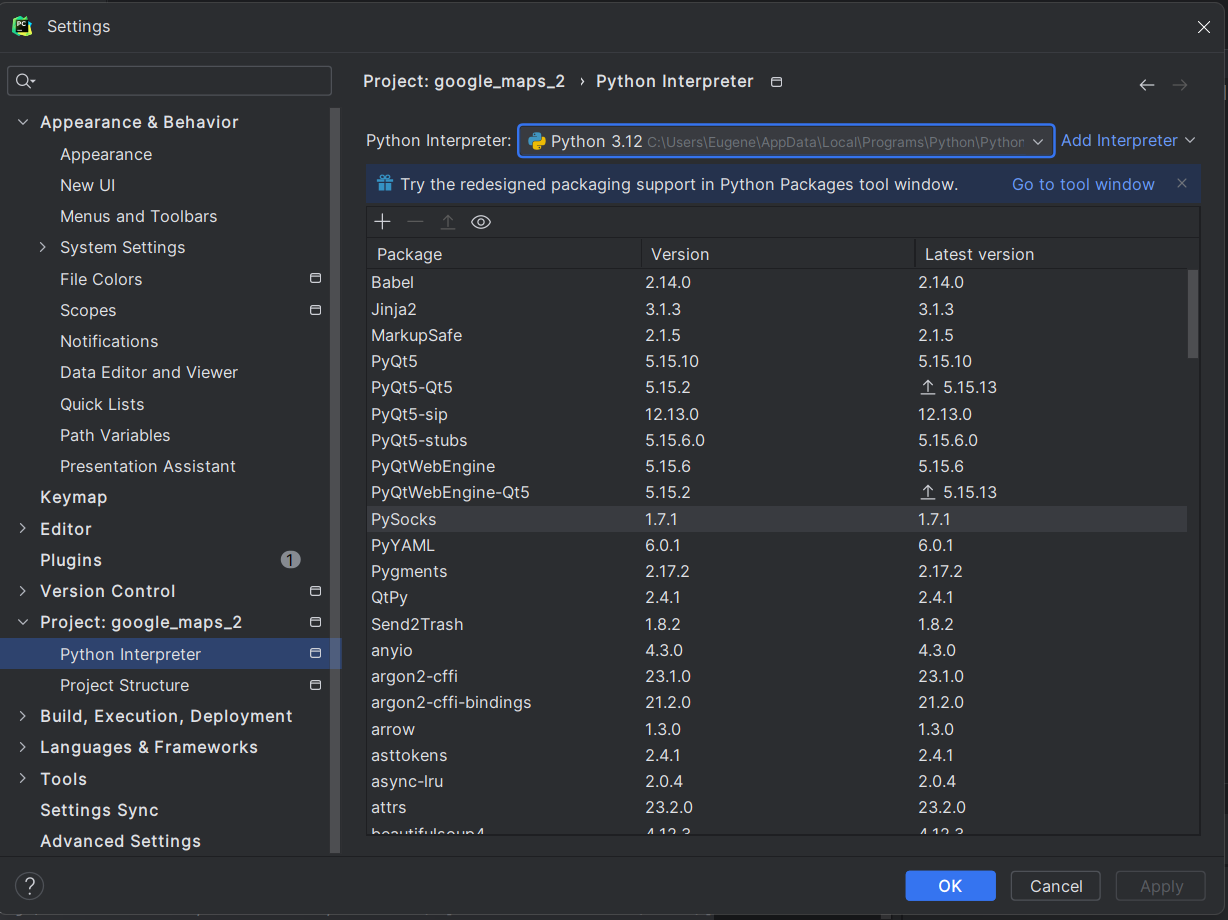 PC
Settings
Project: google_maps_2 › Python Interpreter
Python Interpreter: Python 3.12 C:\Users\Eugene\AppData\Local\Programs\Python\Python Add Interpreter
Try the redesigned packaging support in Python Packages tool window. Go to tool window
Appearance & Behavior
Appearance
New UI
Menus and Toolbars
System Settings
File Colors
Scopes
Notifications
Data Editor and Viewer
Quick Lists
Path Variables
Presentation Assistant
Keymap
Editor
Plugins 1
Version Control
Project: google_maps_2
Python Interpreter
Project Structure
Build, Execution, Deployment
Languages & Frameworks
Tools
Settings Sync
Advanced Settings
Package Version Latest version
Babel 2.14.0 2.14.0
Jinja2 3.1.3 3.1.3
MarkupSafe 2.1.5 2.1.5
PyQt5 5.15.10 5.15.10
PyQt5-Qt5 5.15.2 5.15.13
PyQt5-sip 12.13.0 12.13.0
PyQt5-stubs 5.15.6.0 5.15.6.0
PyQtWebEngine 5.15.6 5.15.6
PyQtWebEngine-Qt5 5.15.2 5.15.13
PySocks 1.7.1 1.7.1
PyYAML 6.0.1 6.0.1
Pygments 2.17.2 2.17.2
QtPy 2.4.1 2.4.1
Send2Trash 1.8.2 1.8.2
anyio 4.3.0 4.3.0
argon2-cffi 23.1.0 23.1.0
argon2-cffi-bindings 21.2.0 21.2.0
arrow 1.3.0 1.3.0
asttokens 2.4.1 2.4.1
async-lru 2.0.4 2.0.4
attrs 23.2.0 23.2.0
beautifulsoup4 4.12.3 4.12.3
?
OK Cancel Apply